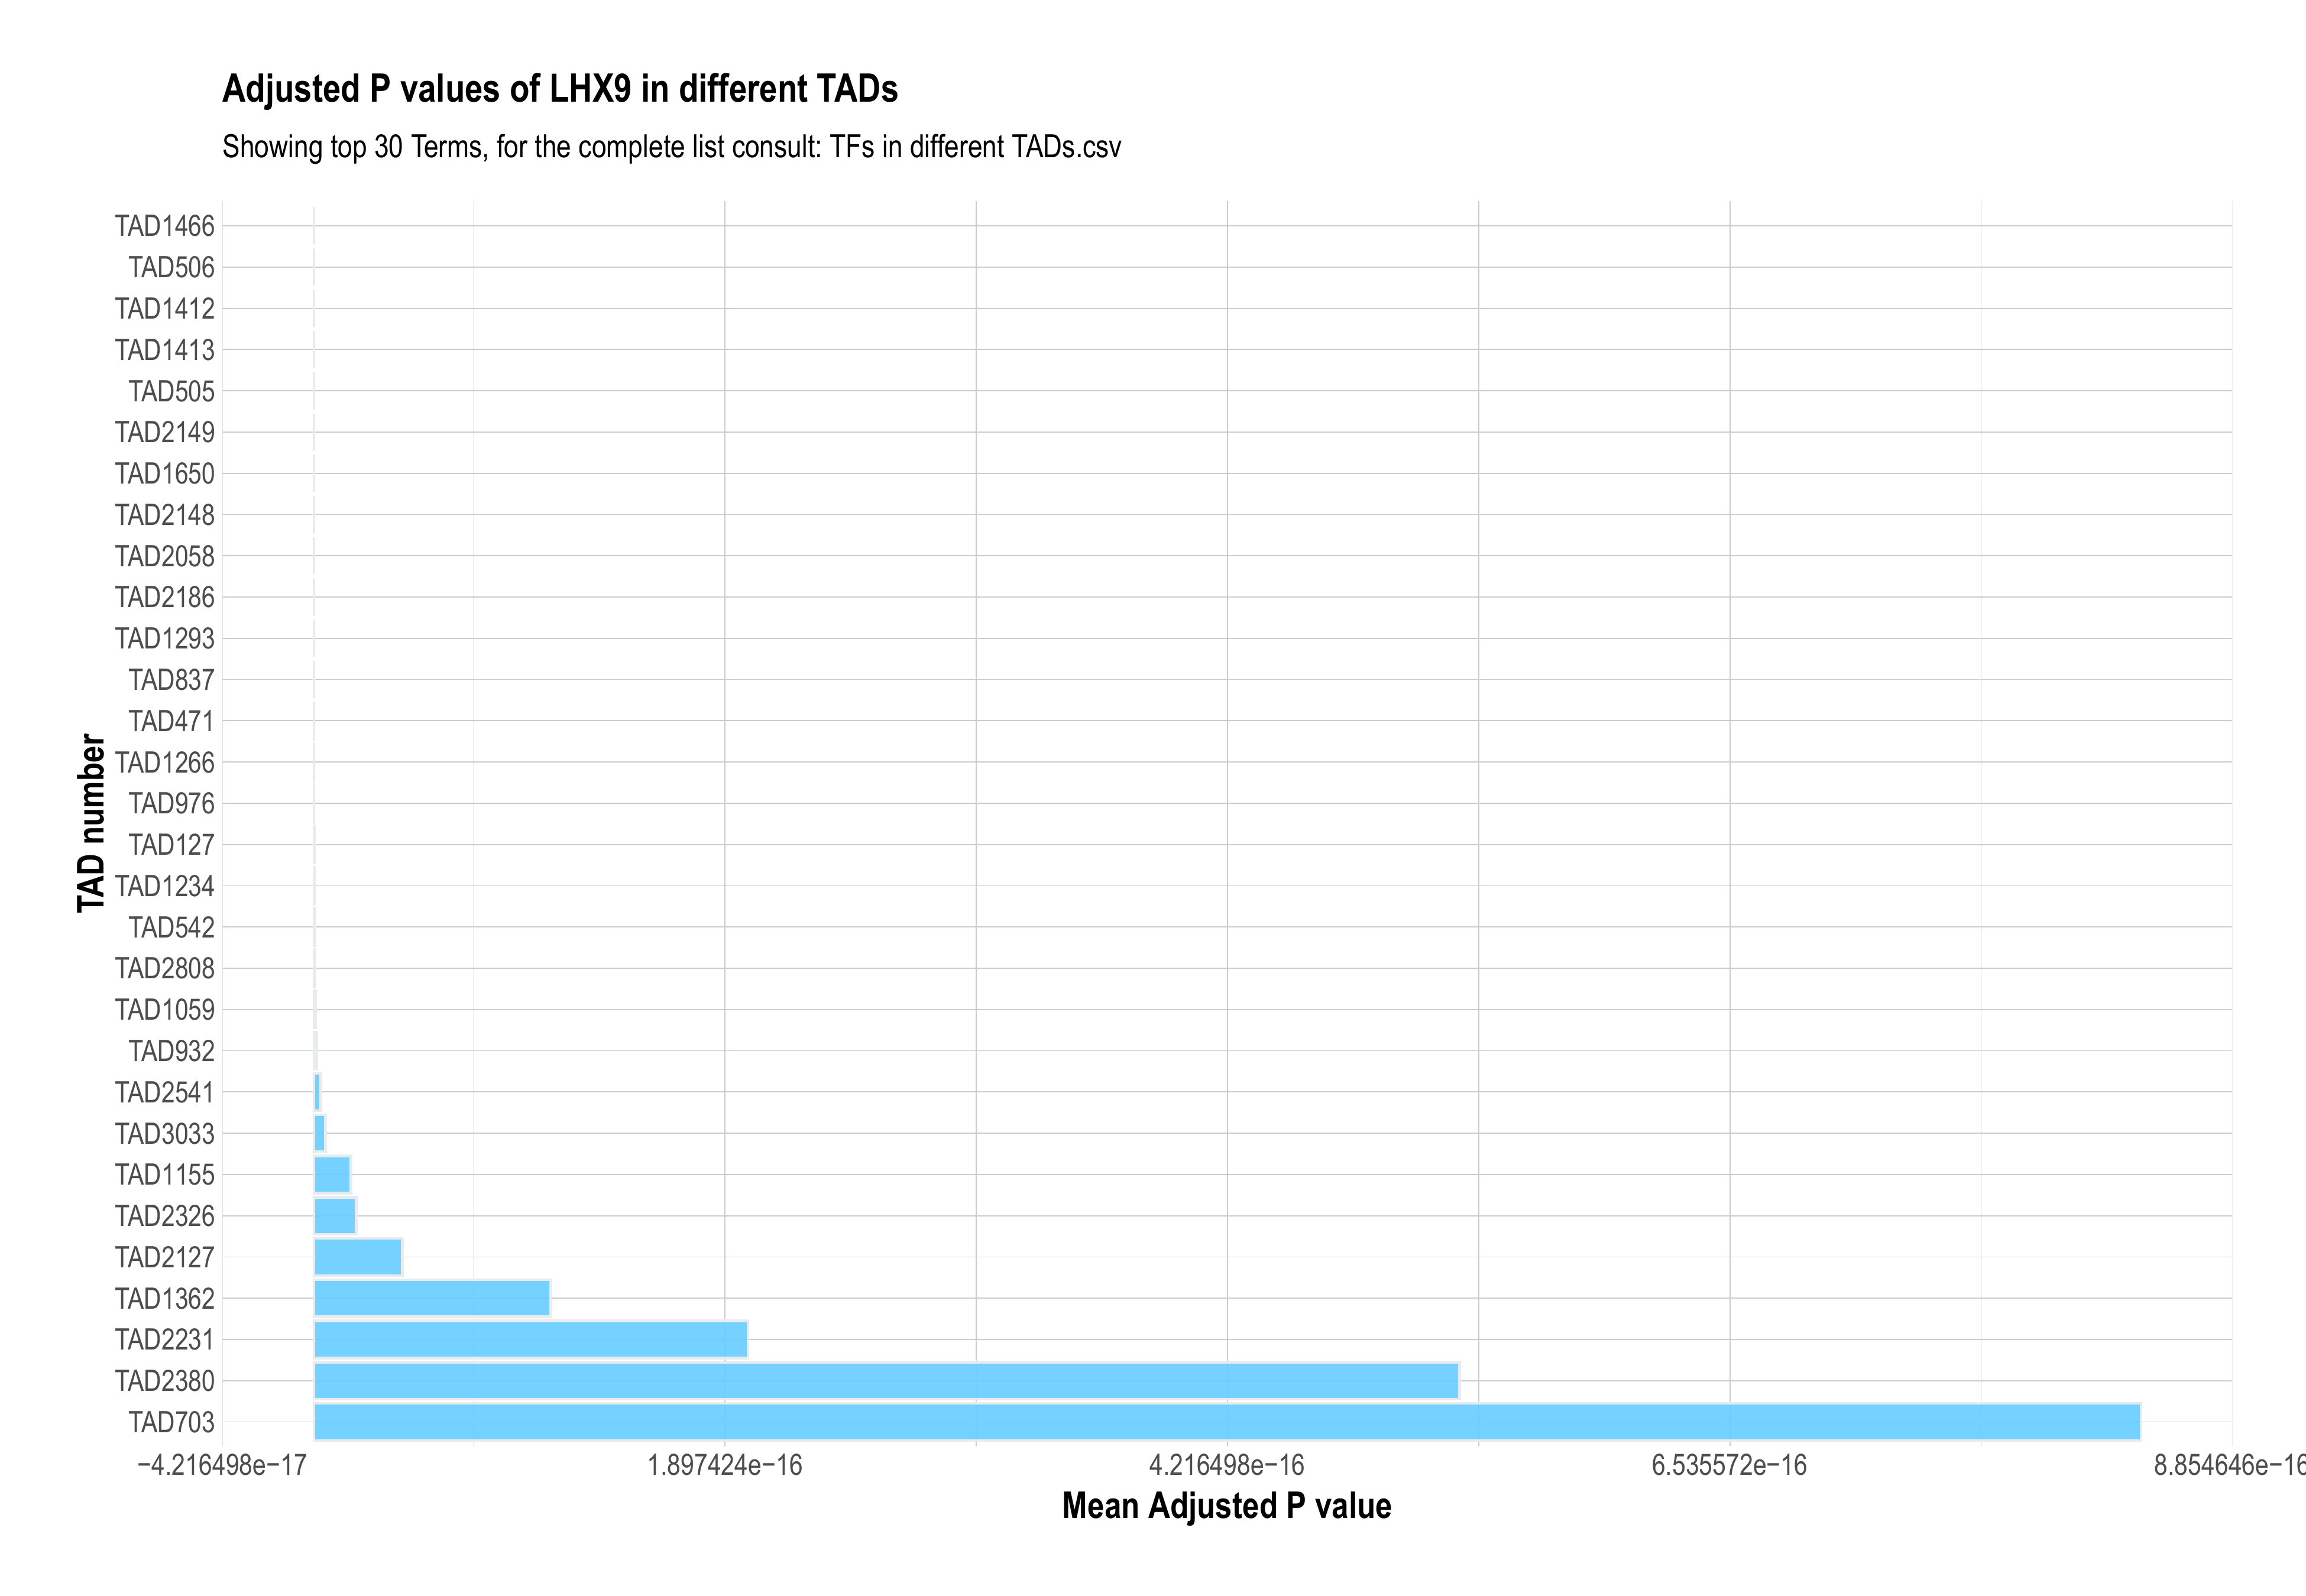 Adjusted P values of LHX9 in different TADs
Showing top 30 Terms, for the complete list consult: TFs in different TADs.csv
TAD number
TAD1466
TAD506
TAD1412
TAD1413
TAD505
TAD2149
TAD1650
TAD2148
TAD2058
TAD2186
TAD1293
TAD837
TAD471
TAD1266
TAD976
TAD127
TAD1234
TAD542
TAD2808
TAD1059
TAD932
TAD2541
TAD3033
TAD1155
TAD2326
TAD2127
TAD1362
TAD2231
TAD2380
TAD703
−4.216498e−17 1.897424e−16 4.216498e−16 6.535572e−16 8.854646e−16
Mean Adjusted P value